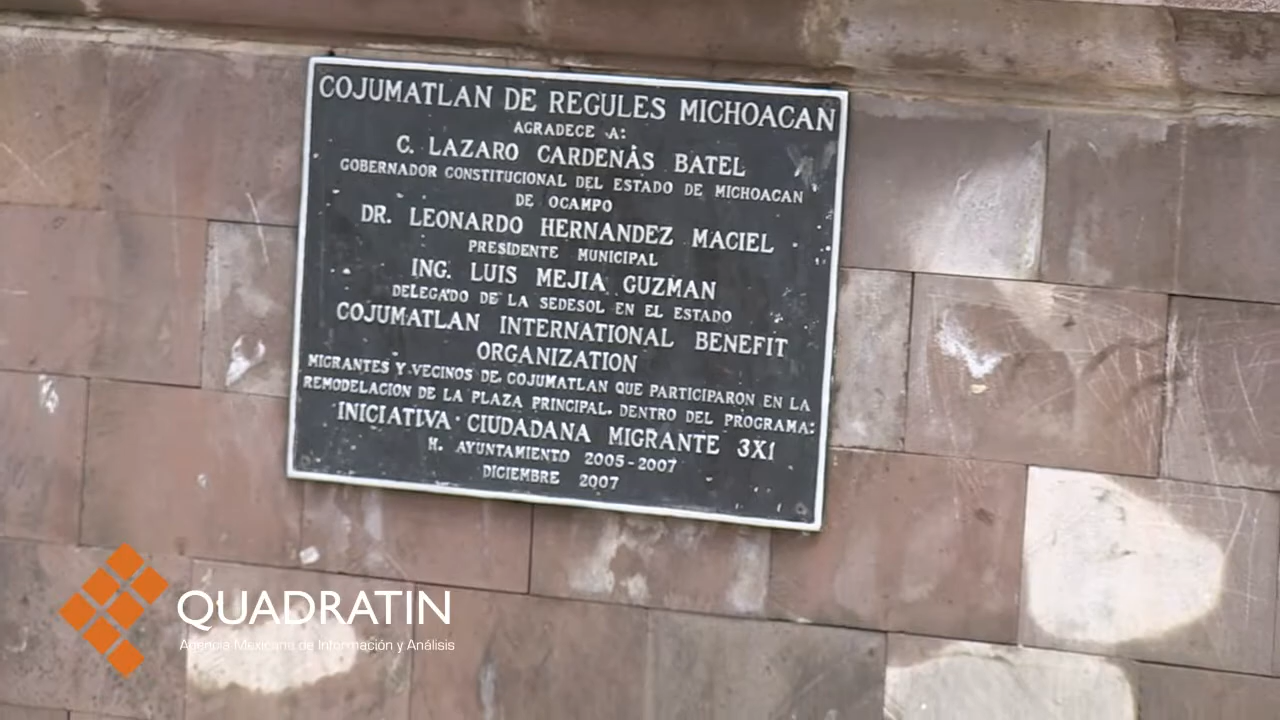 COJUMATLAN DE REGULES MICHOACAN
AGRADECE A:
C. LAZARO CARDENAS BATEL
GOBERNADOR CONSTITUCIONAL DEL ESTADO DE MICHOACAN
DE OCAMPO
DR. LEONARDO HERNANDEZ MACIEL
PRESIDENTE MUNICIPAL
ING. LUIS MEJIA GUZMAN
DELEGADO DE LA SEDESOL EN EL ESTADO
COJUMATLAN INTERNATIONAL BENEFIT
ORGANIZATION
MIGRANTES Y VECINOS DE COJUMATLAN QUE PARTICIPARON EN LA
REMODELACION DE LA PLAZA PRINCIPAL. DENTRO DEL PROGRAMA:
INICIATIVA CIUDADANA MIGRANTE 3X1
H. AYUNTAMIENTO 2005-2007
DICIEMBRE 2007
QUADRATIN
Agencia Mexicana de Información y Análisis